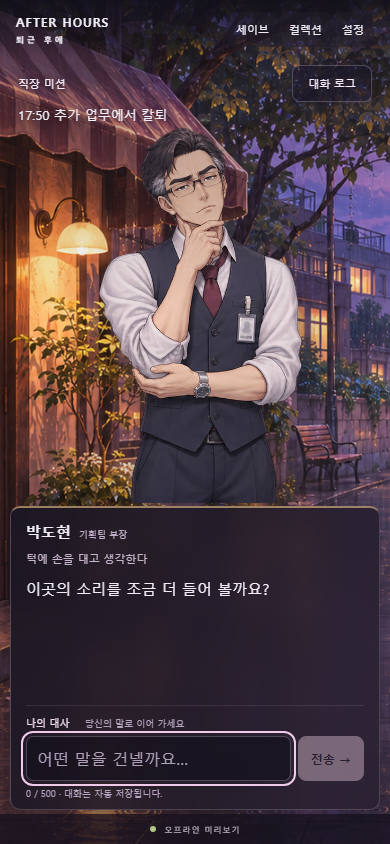 AFTER HOURS
퇴근 후에
세이브 컬렉션 설정
직장 미션
대화 로그
17:50 추가 업무에서 칼퇴
박도현 기획팀 부장
턱에 손을 대고 생각한다
이곳의 소리를 조금 더 들어 볼까요?
나의 대사 당신의 말로 이어 가세요
어떤 말을 건넬까요...
전송 →
0 / 500 · 대화는 자동 저장됩니다.
오프라인 미리보기